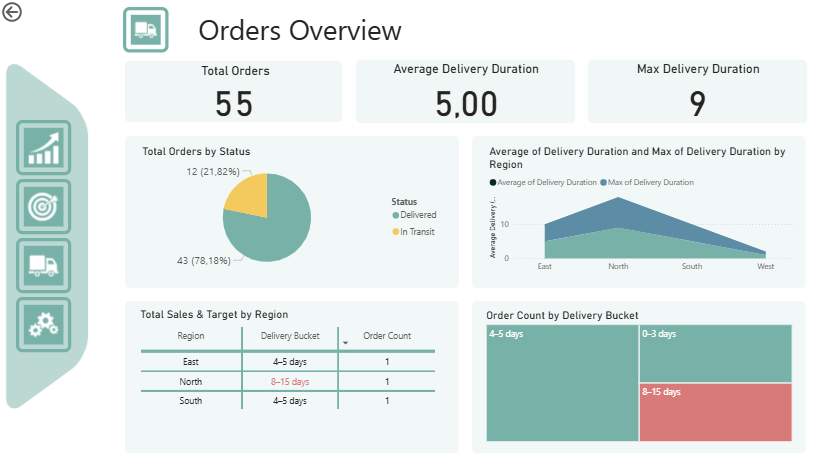 Orders Overview
Total Orders
55
Average Delivery Duration
5,00
Max Delivery Duration
9
Total Orders by Status
12 (21,82%)
43 (78,18%)
Status
Delivered
In Transit
Average of Delivery Duration and Max of Delivery Duration by
Region
Average of Delivery Duration Max of Delivery Duration
Average Delivery r...
10
0
East North South West
Total Sales & Target by Region
Region Delivery Bucket Order Count
East 4–5 days 1
North 8–15 days 1
South 4–5 days 1
Order Count by Delivery Bucket
4–5 days
0–3 days
8–15 days